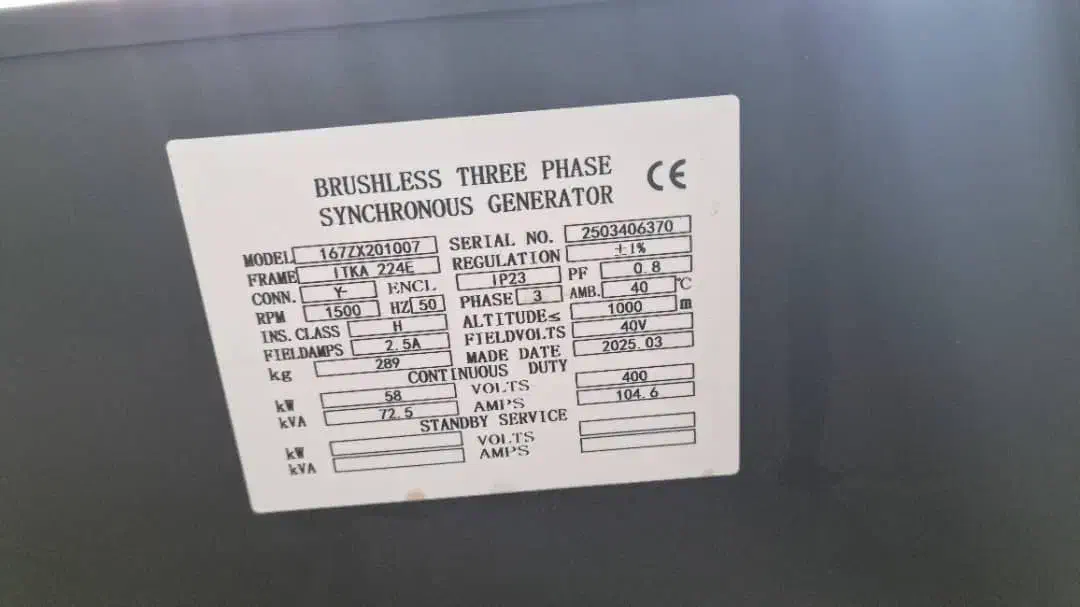 BRUSHLESS THREE PHASE
SYNCHRONOUS GENERATOR CE
MODEL 167ZX201007 SERIAL NO. 2503406370
FRAME ITKA 224E REGULATION ±1%
CONN. Y- ENCL IP23 PF 0.8
RPM 1500 HZ 50 PHASE 3 AMB. 40 ℃
INS.CLASS H ALTITUDE≤ 1000 m
FIELDAMPS 2.5A FIELDVOLTS 40V
kg 289 MADE DATE 2025.03
CONTINUOUS DUTY
kW 58 VOLTS 400
kVA 72.5 AMPS 104.6
STANDBY SERVICE
kW VOLTS
kVA AMPS